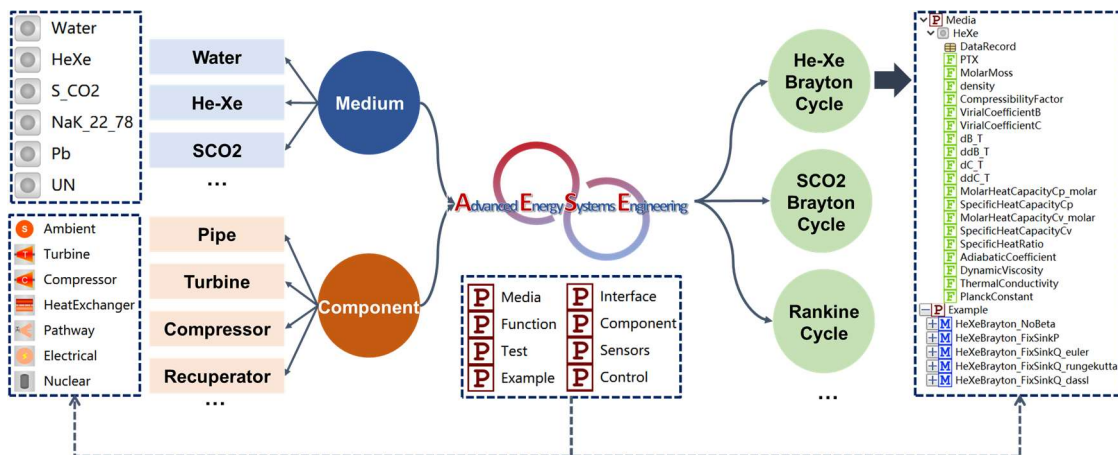 Water
HeXe
S_CO2
NaK_22_78
Pb
UN
S Ambient
T Turbine
C Compressor
HeatExchanger
Pathway
Electrical
Nuclear
Water
He-Xe
SCO2
...
Medium
Pipe
Turbine
Compressor
Recuperator
...
Component
Advanced Energy Systems Engineering
P Media
P Function
P Test
P Example
P Interface
P Component
P Sensors
P Control
He-Xe
Brayton
Cycle
SCO2
Brayton
Cycle
Rankine
Cycle
...
P Media
HeXe
DataRecord
F PTX
F MolarMoss
F density
F CompressibilityFactor
F VirialCoefficientB
F VirialCoefficientC
F dB_T
F ddB_T
F dC_T
F ddC_T
F MolarHeatCapacityCp_molar
F SpecificHeatCapacityCp
F MolarHeatCapacityCv_molar
F SpecificHeatCapacityCv
F SpecificHeatRatio
F AdiabaticCoefficient
F DynamicViscosity
F ThermalConductivity
F PlanckConstant
P Example
M HeXeBrayton_NoBeta
M HeXeBrayton_FixSinkP
M HeXeBrayton_FixSinkQ_euler
M HeXeBrayton_FixSinkQ_rungekutta
M HeXeBrayton_FixSinkQ_dassl